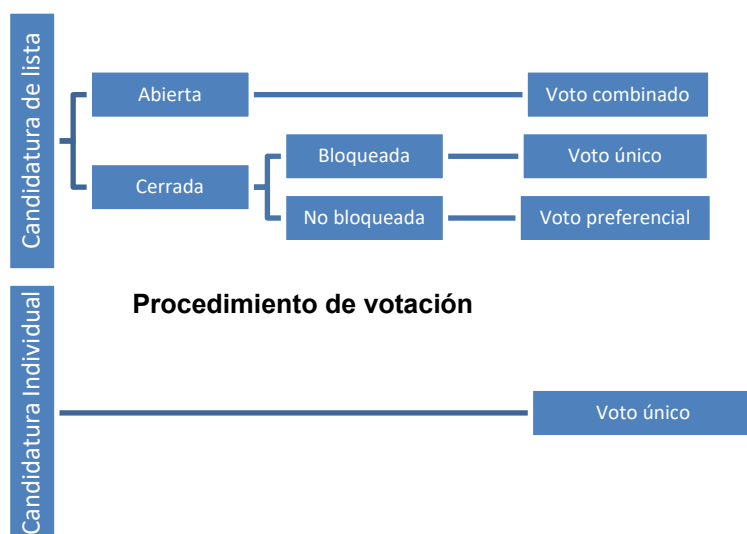 Candidatura de lista
Abierta
Voto combinado
Cerrada
Bloqueada
Voto único
No bloqueada
Voto preferencial
Procedimiento de votación
Candidatura Individual
Voto único